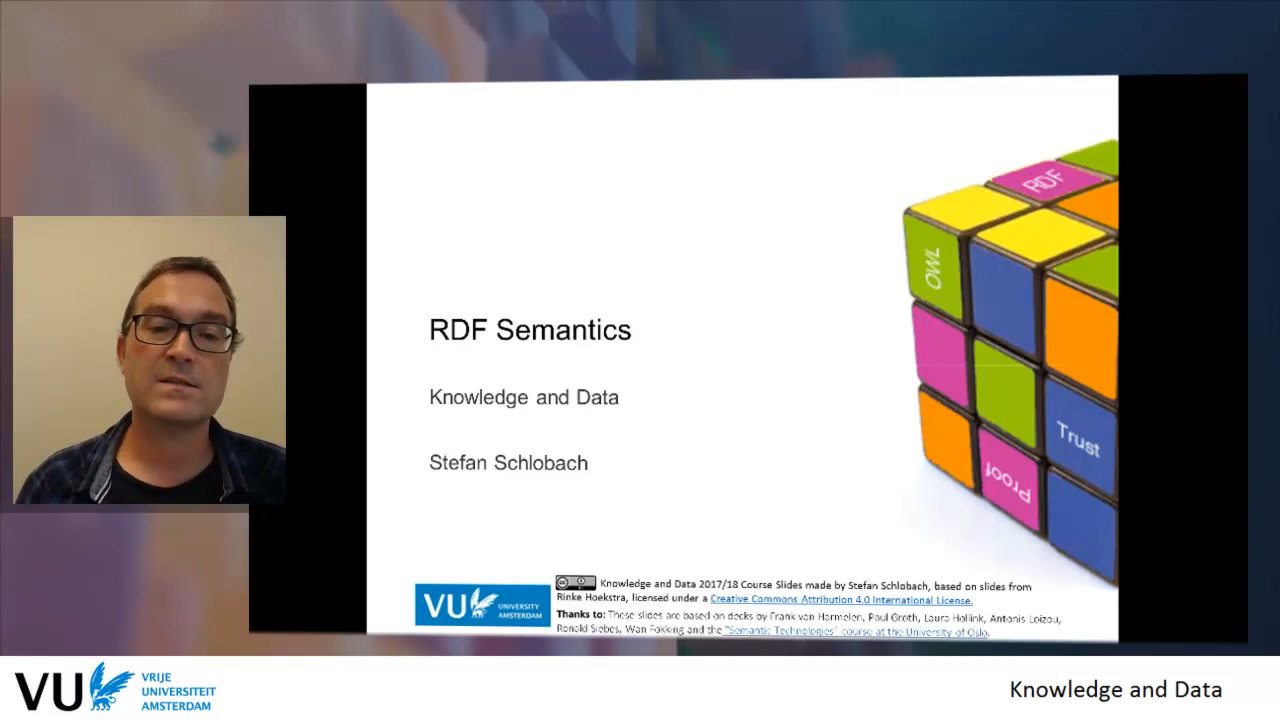 RDF
OWL
Trust
Proof
RDF Semantics
Knowledge and Data
Stefan Schlobach
VU UNIVERSITY AMSTERDAM
Knowledge and Data 2017/18 Course Slides made by Stefan Schlobach, based on slides from
Rinke Hoekstra, licensed under a Creative Commons Attribution 4.0 International License.
Thanks to: These slides are based on decks by Frank van Harmelen, Paul Groth, Laura Hollink, Antonis Loizou,
Ronald Siebes, Wan Fokking and the "Semantic Technologies" course at the University of Oslo.
VU VRIJE
UNIVERSITEIT
AMSTERDAM
Knowledge and Data